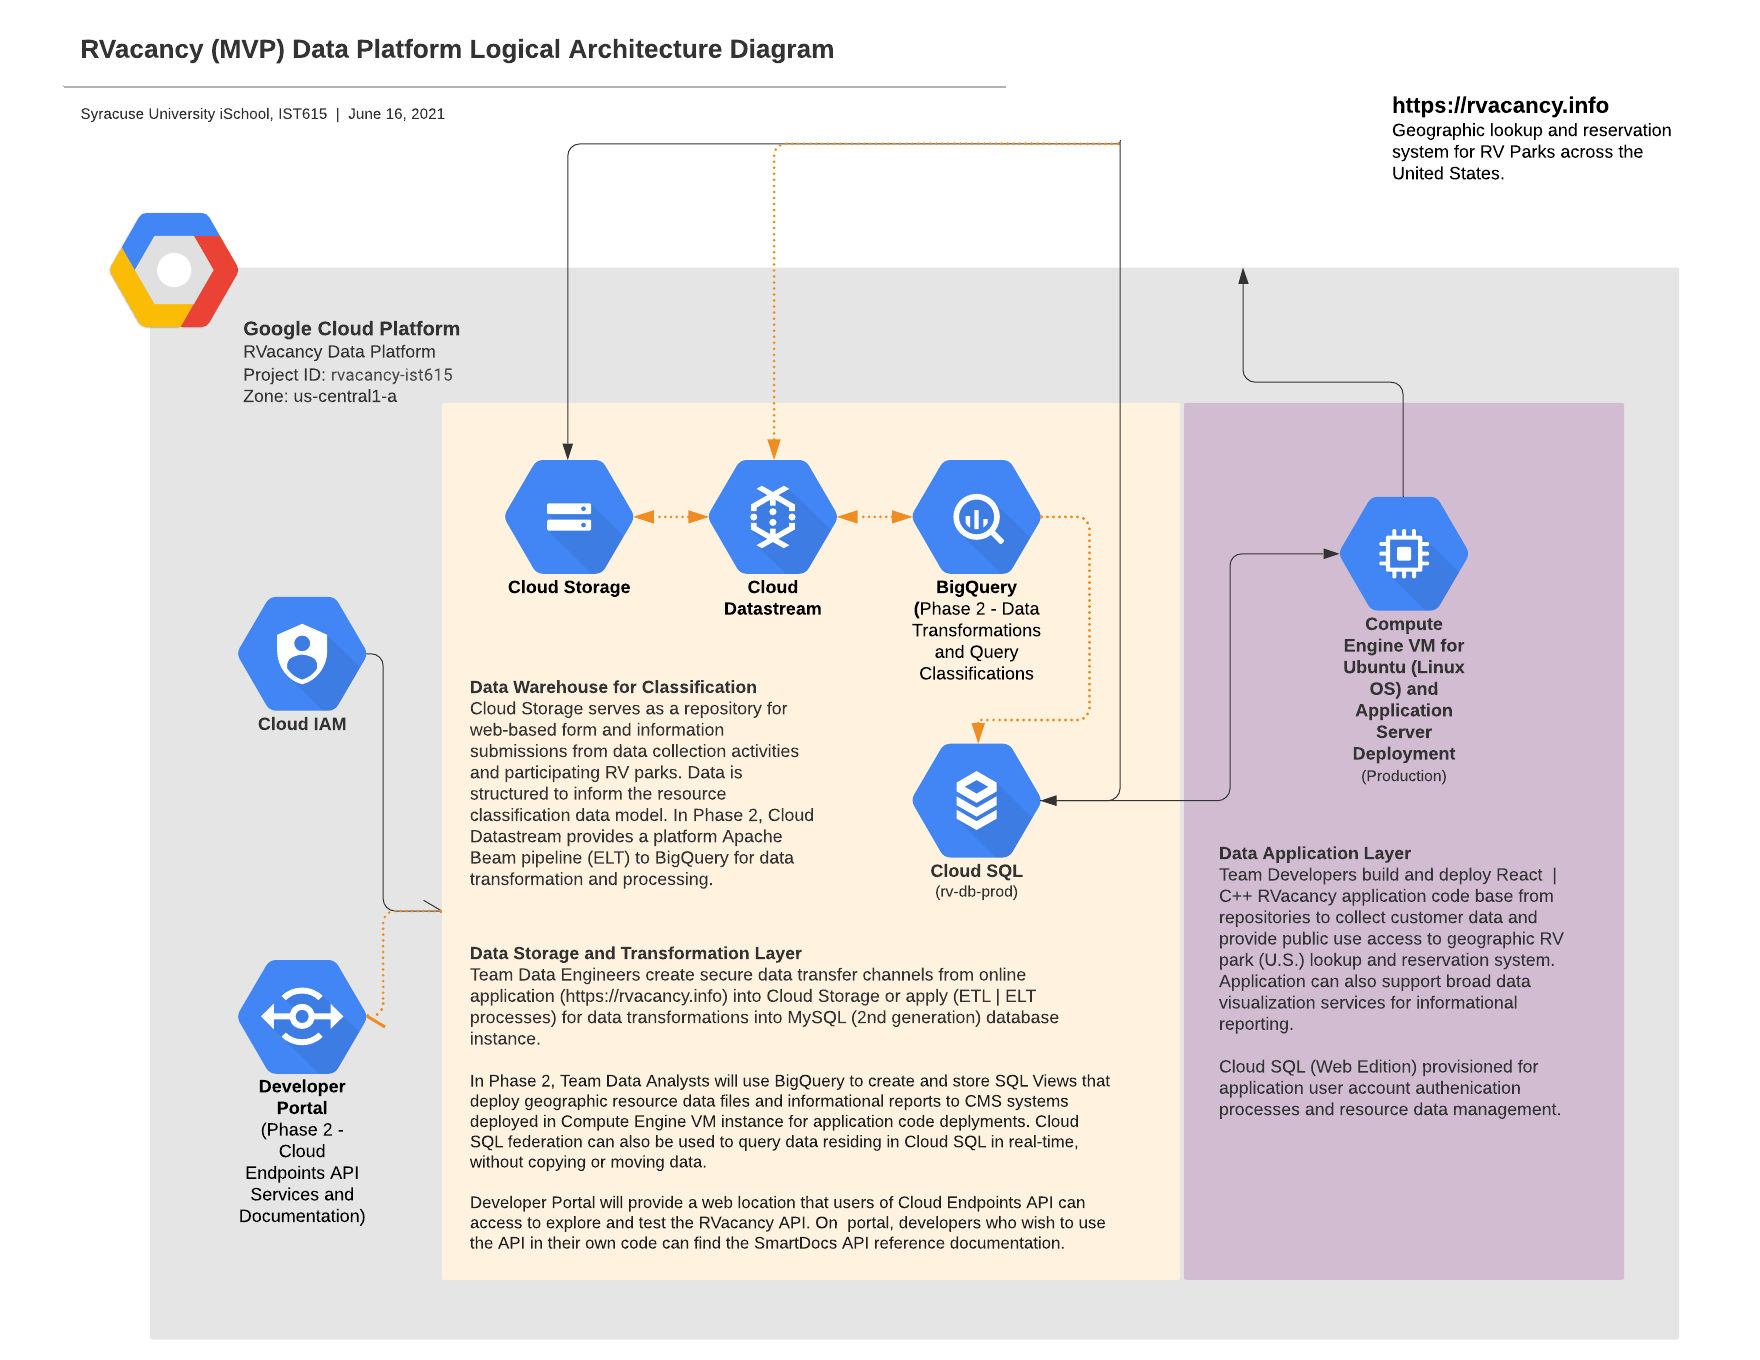 RVacancy (MVP) Data Platform Logical Architecture Diagram
Syracuse University iSchool, IST615 | June 16, 2021
https://rvacancy.info
Geographic lookup and reservation
system for RV Parks across the
United States.
Google Cloud Platform
RVacancy Data Platform
Project ID: rvacancy-ist615
Zone: us-central1-a
Cloud Storage
Cloud
Datastream
BigQuery
(Phase 2 - Data
Transformations
and Query
Classifications
Cloud IAM
Compute
Engine VM for
Ubuntu (Linux
OS) and
Application
Server
Deployment
(Production)
Data Warehouse for Classification
Cloud Storage serves as a repository for
web-based form and information
submissions from data collection activities
and participating RV parks. Data is
structured to inform the resource
classification data model. In Phase 2, Cloud
Datastream provides a platform Apache
Beam pipeline (ELT) to BigQuery for data
transformation and processing.
Cloud SQL
(rv-db-prod)
Data Application Layer
Team Developers build and deploy React |
C++ RVacancy application code base from
repositories to collect customer data and
provide public use access to geographic RV
park (U.S.) lookup and reservation system.
Application can also support broad data
visualization services for informational
reporting.
Cloud SQL (Web Edition) provisioned for
application user account authenication
processes and resource data management.
Data Storage and Transformation Layer
Team Data Engineers create secure data transfer channels from online
application (https://rvacancy.info) into Cloud Storage or apply (ETL | ELT
processes) for data transformations into MySQL (2nd generation) database
instance.
In Phase 2, Team Data Analysts will use BigQuery to create and store SQL Views that
deploy geographic resource data files and informational reports to CMS systems
deployed in Compute Engine VM instance for application code deplyments. Cloud
SQL federation can also be used to query data residing in Cloud SQL in real-time,
without copying or moving data.
Developer Portal will provide a web location that users of Cloud Endpoints API can
access to explore and test the RVacancy API. On portal, developers who wish to use
the API in their own code can find the SmartDocs API reference documentation.
Developer
Portal
(Phase 2 -
Cloud
Endpoints API
Services and
Documentation)